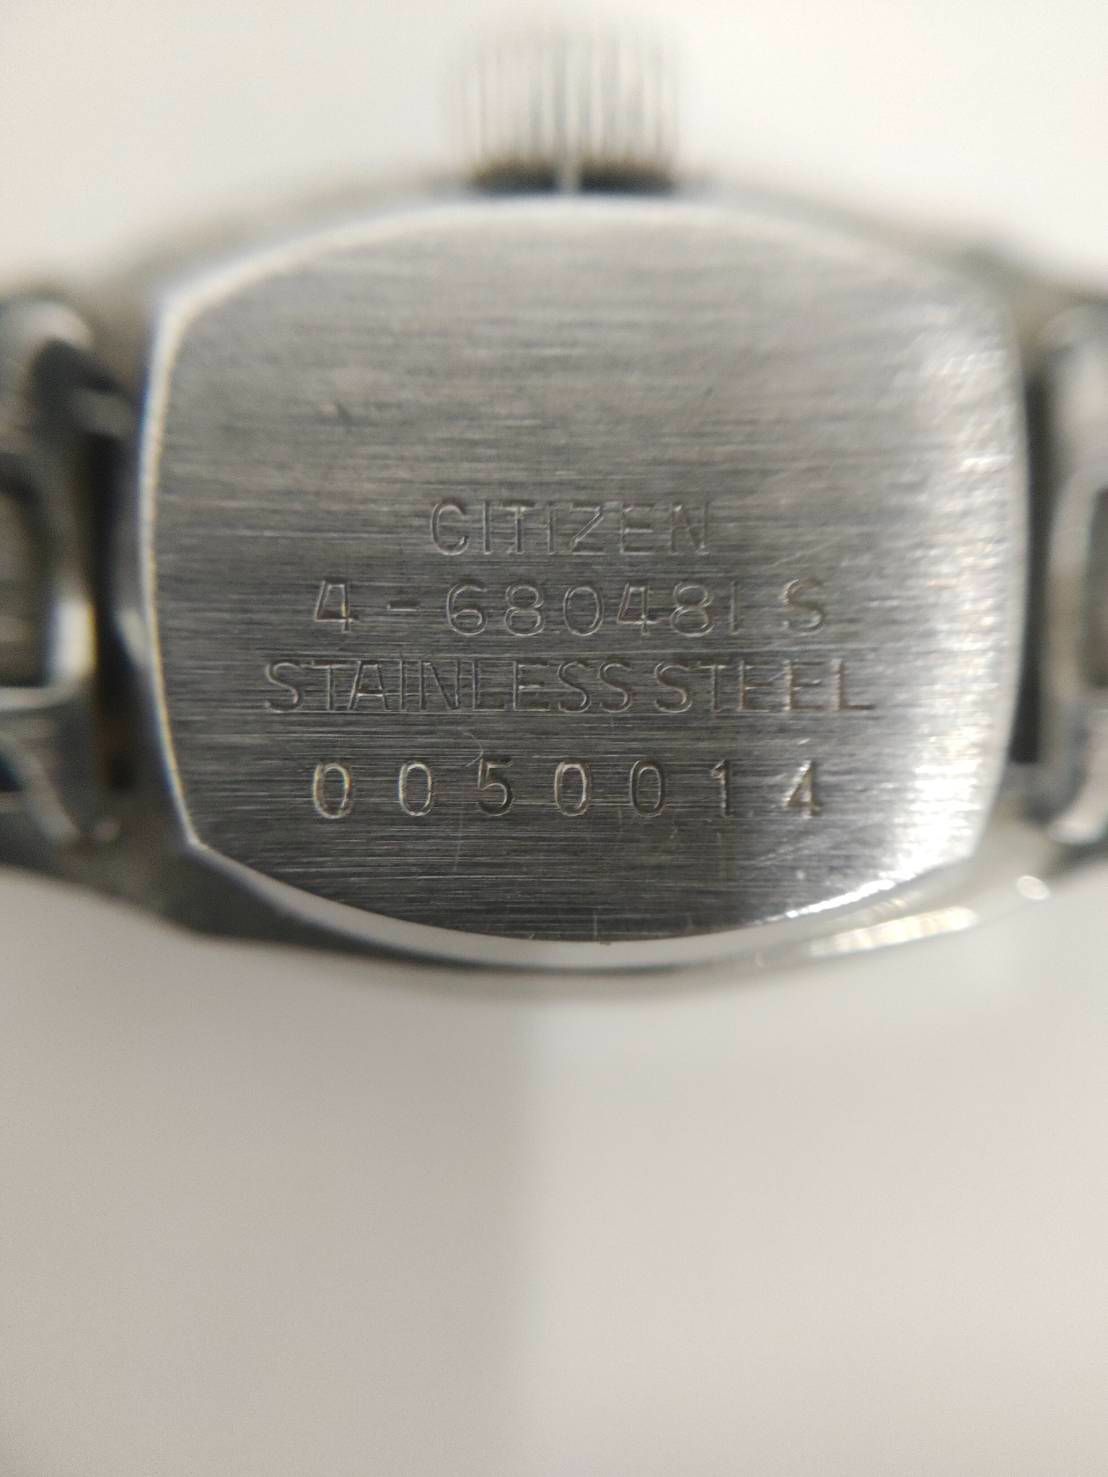 CITIZEN
4-680481 S
STAINLESS STEEL
0050014